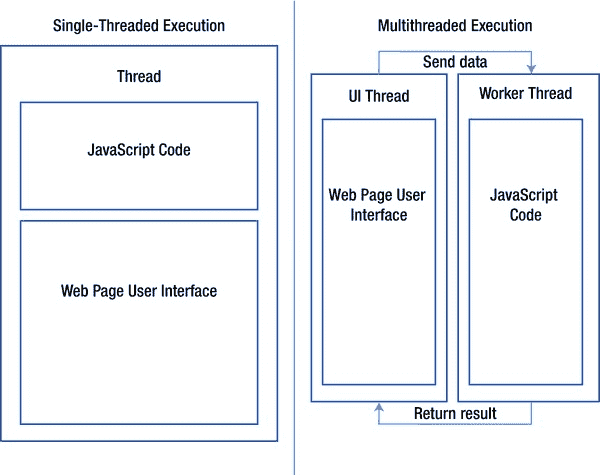 Single-Threaded Execution
Thread
JavaScript Code
Web Page User Interface
Multithreaded Execution
Send data
UI Thread
Web Page User
Interface
Worker Thread
JavaScript
Code
Return result